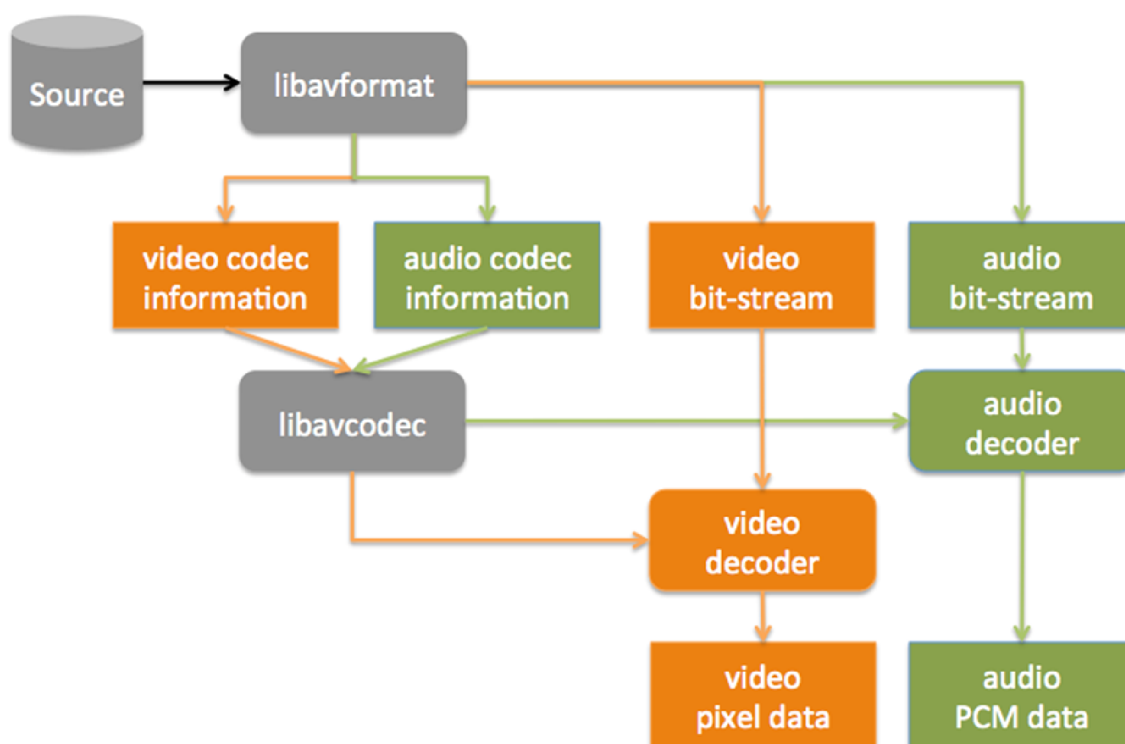 Source
libavformat
video codec
information
audio codec
information
video
bit-stream
audio
bit-stream
libavcodec
audio
decoder
video
decoder
video
pixel data
audio
PCM data